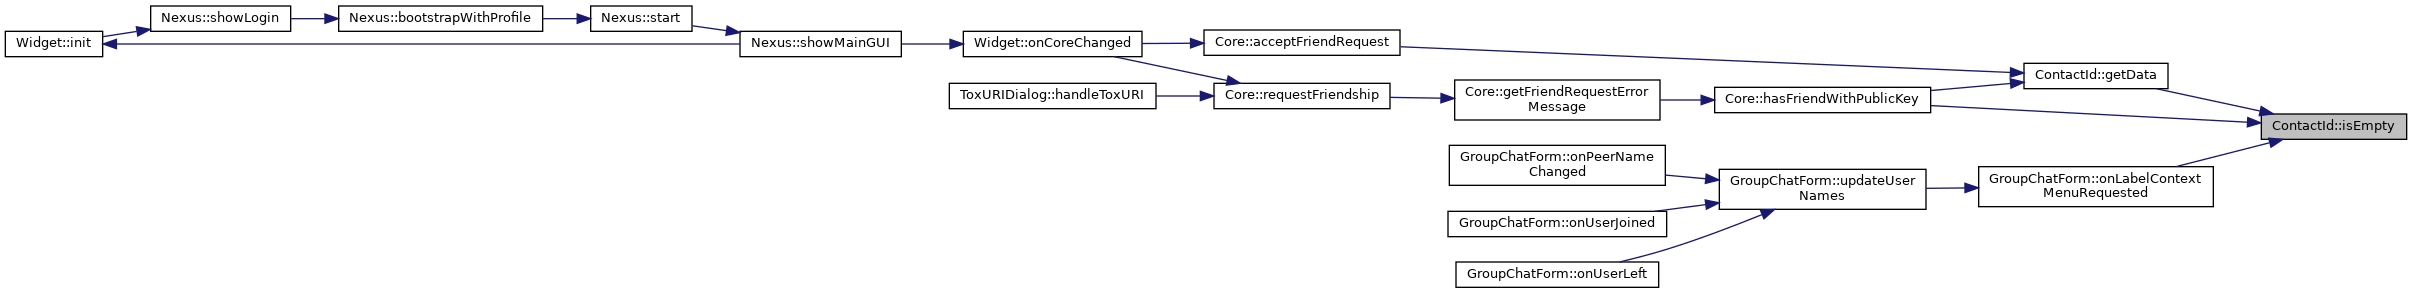 Nexus::showLogin
Nexus::bootstrapWithProfile
Nexus::start
Widget::init
Nexus::showMainGUI
Widget::onCoreChanged
Core::acceptFriendRequest
ToxURIDialog::handleToxURI
Core::requestFriendship
Core::getFriendRequestError
Message
Core::hasFriendWithPublicKey
ContactId::getData
ContactId::isEmpty
GroupChatForm::onPeerName
Changed
GroupChatForm::onUserJoined
GroupChatForm::onUserLeft
GroupChatForm::updateUser
Names
GroupChatForm::onLabelContext
MenuRequested